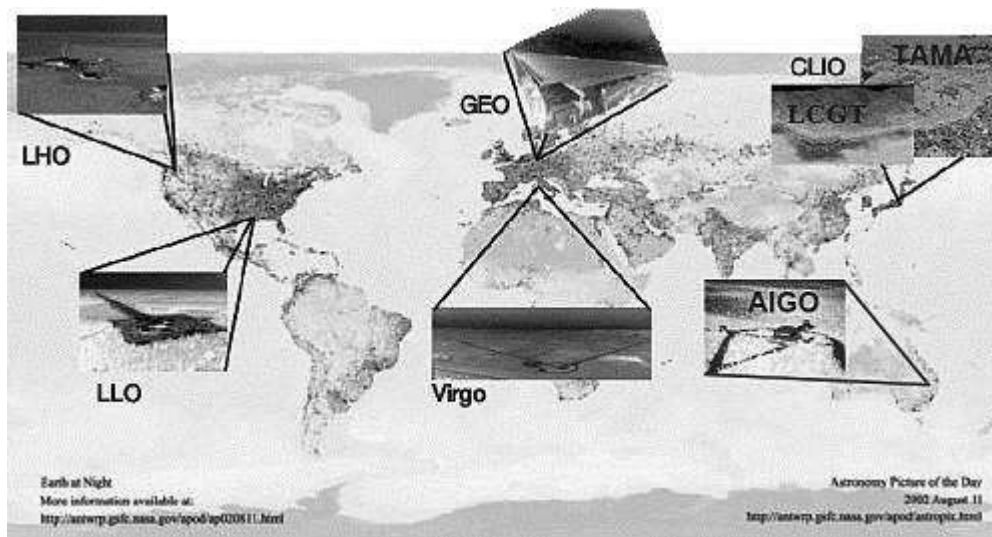 TAMA
CLIO
GEO
LCGT
LHO
AIGO
LLO
Virgo
Earth at Night
More information available at:
http://antwrp.gsfc.nasa.gov/apod/ap020811.html
Astronomy Picture of the Day
2002 August 11
http://antwrp.gsfc.nasa.gov/apod/astropix.html